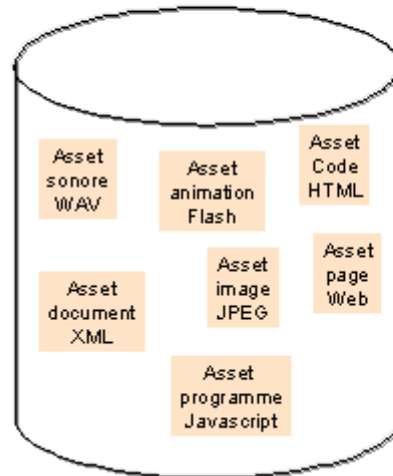 Asset
sonore
WAV
Asset
animation
Flash
Asset
Code
HTML
Asset
document
XML
Asset
image
JPEG
Asset
page
Web
Asset
programme
Javascript